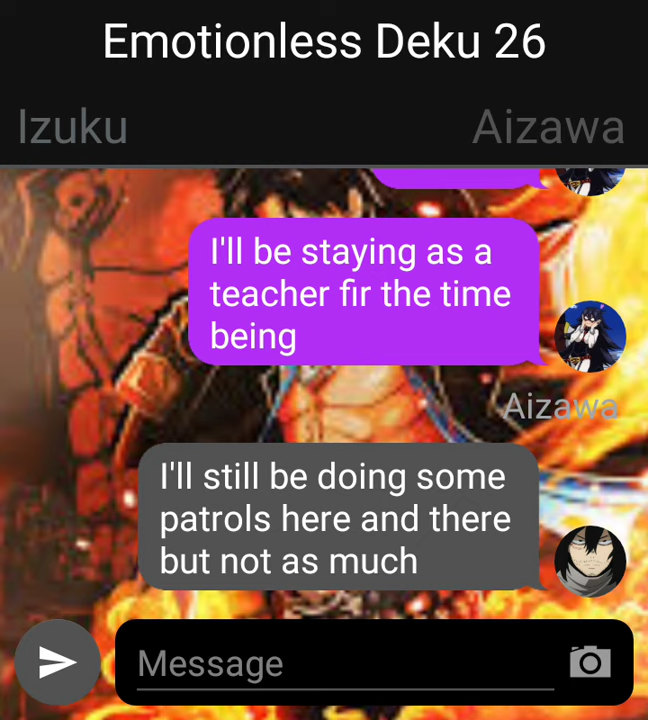 Emotionless Deku 26
Izuku
Aizawa
I'll be staying as a
teacher fir the time
being
Aizawa
I'll still be doing some
patrols here and there
but not as much
Message